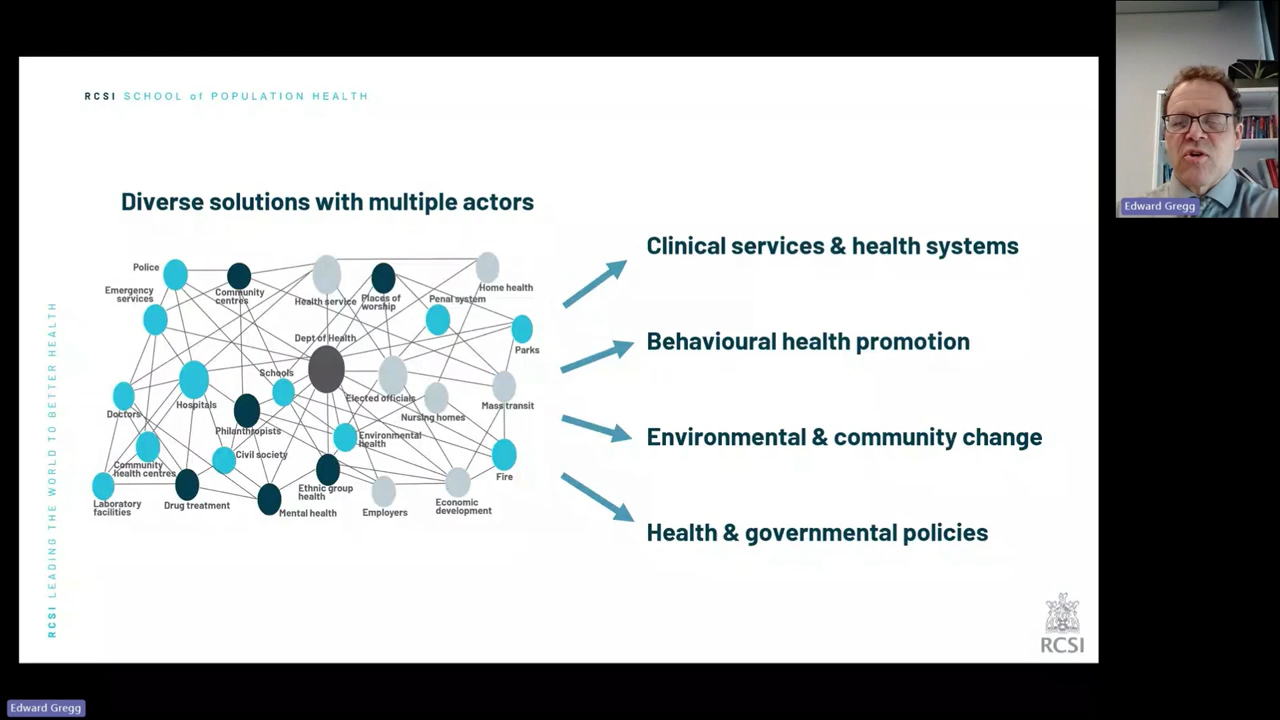 RCSI SCHOOL of POPULATION HEALTH
Diverse solutions with multiple actors
Police
Community
centres
Health service
Places of
worship
Penal system
Home health
Emergency
services
Dept of Health
Parks
Schools
Doctors
Hospitals
Elected officials
Mass transit
Nursing homes
Philanthropists
Environmental
health
Civil society
Community
health centres
Fire
Laboratory
facilities
Drug treatment
Mental health
Ethnic group
health
Employers
Economic
development
Clinical services & health systems
Behavioural health promotion
Environmental & community change
Health & governmental policies
RCSI LEADING THE WORLD TO BETTER HEALTH
RCSI
Edward Gregg
Edward Gregg